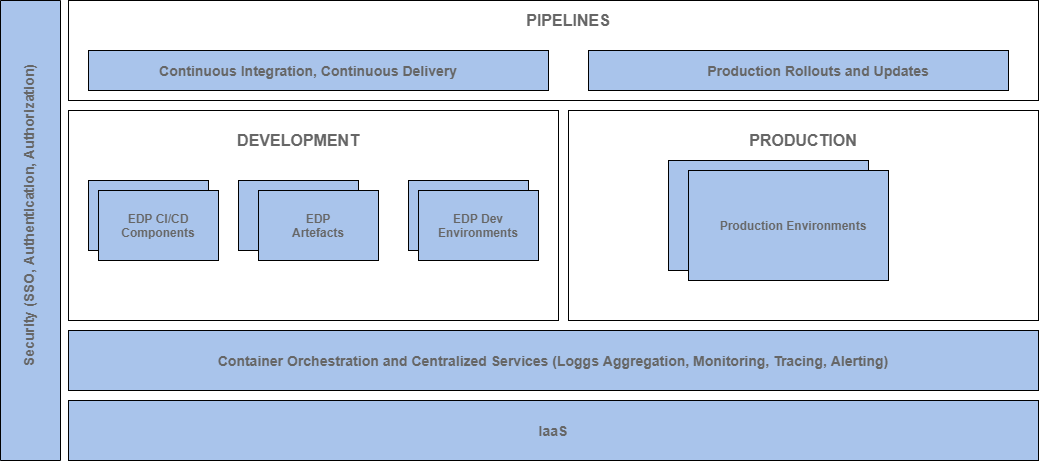 Security (SSO, Authentication, Authorization)
PIPELINES
Continuous Integration, Continuous Delivery
Production Rollouts and Updates
DEVELOPMENT
EDP CI/CD
Components
EDP
Artefacts
EDP Dev
Environments
PRODUCTION
Production Environments
Container Orchestration and Centralized Services (Loggs Aggregation, Monitoring, Tracing, Alerting)
IaaS